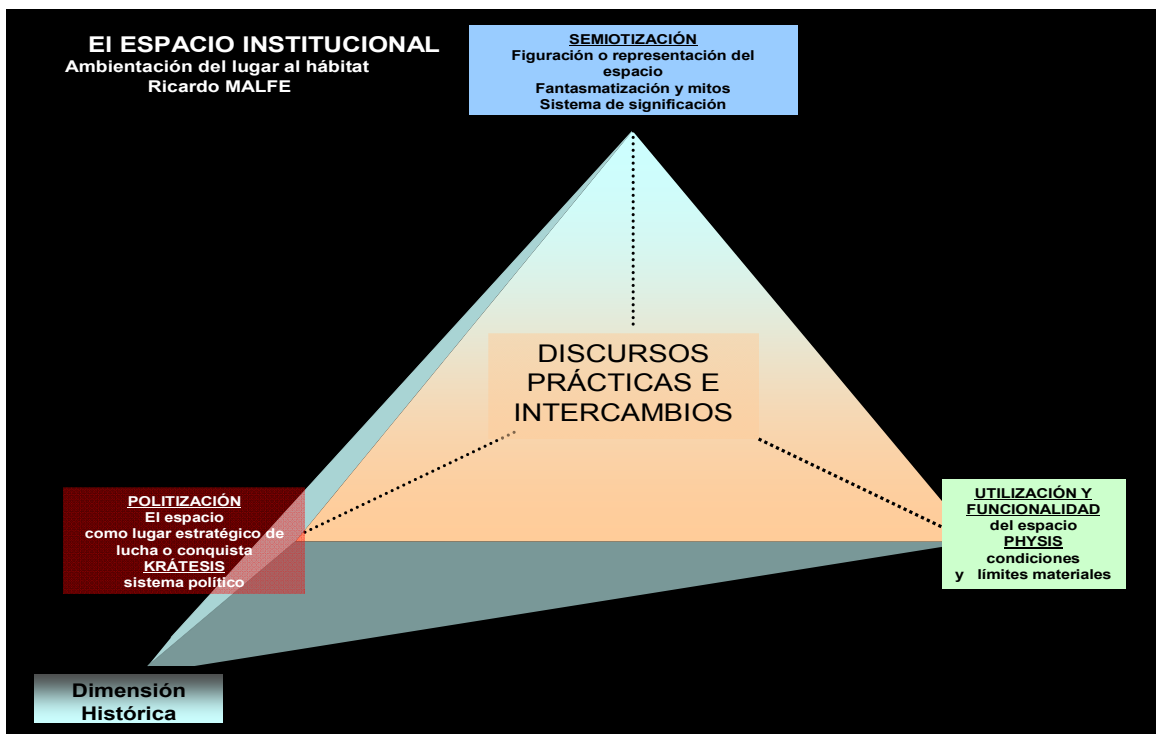 El ESPACIO INSTITUCIONAL
Ambientación del lugar al hábitat
Ricardo MALFE
SEMIOTIZACIÓN
Figuración o representación del
espacio
Fantasmatización y mitos
Sistema de significación
DISCURSOS
PRÁCTICAS E
INTERCAMBIOS
POLITIZACIÓN
El espacio
como lugar estratégico de
lucha o conquista
KRÁTESIS
sistema político
UTILIZACIÓN Y
FUNCIONALIDAD
del espacio
PHYSIS
condiciones
y límites materiales
Dimensión
Histórica